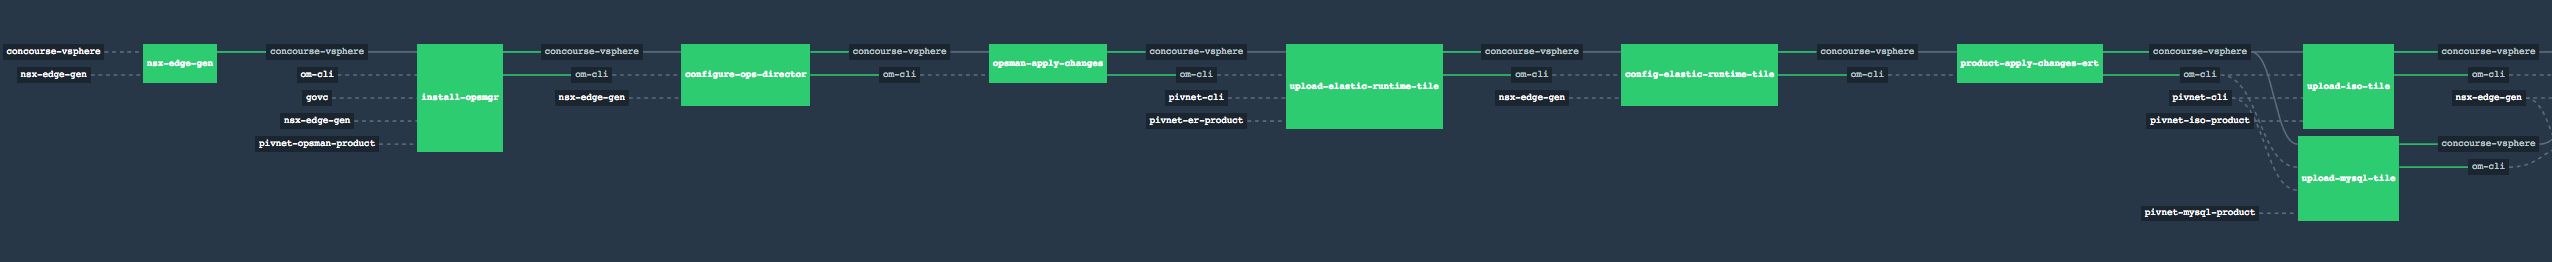 concourse-vsphere
nsx-edge-gen
nsx-edge-gen
concourse-vsphere
om-cli
govc
nsx-edge-gen
pivnet-opsman-product
install-opsmgr
concourse-vsphere
om-cli
nsx-edge-gen
configure-ops-director
concourse-vsphere
om-cli
opsman-apply-changes
concourse-vsphere
om-cli
pivnet-cli
pivnet-er-product
upload-elastic-runtime-tile
concourse-vsphere
om-cli
nsx-edge-gen
config-elastic-runtime-tile
concourse-vsphere
om-cli
product-apply-changes-ert
concourse-vsphere
om-cli
pivnet-cli
pivnet-iso-product
pivnet-mysql-product
upload-iso-tile
upload-mysql-tile
concourse-vsphere
om-cli
nsx-edge-gen
concourse-vsphere
om-cli